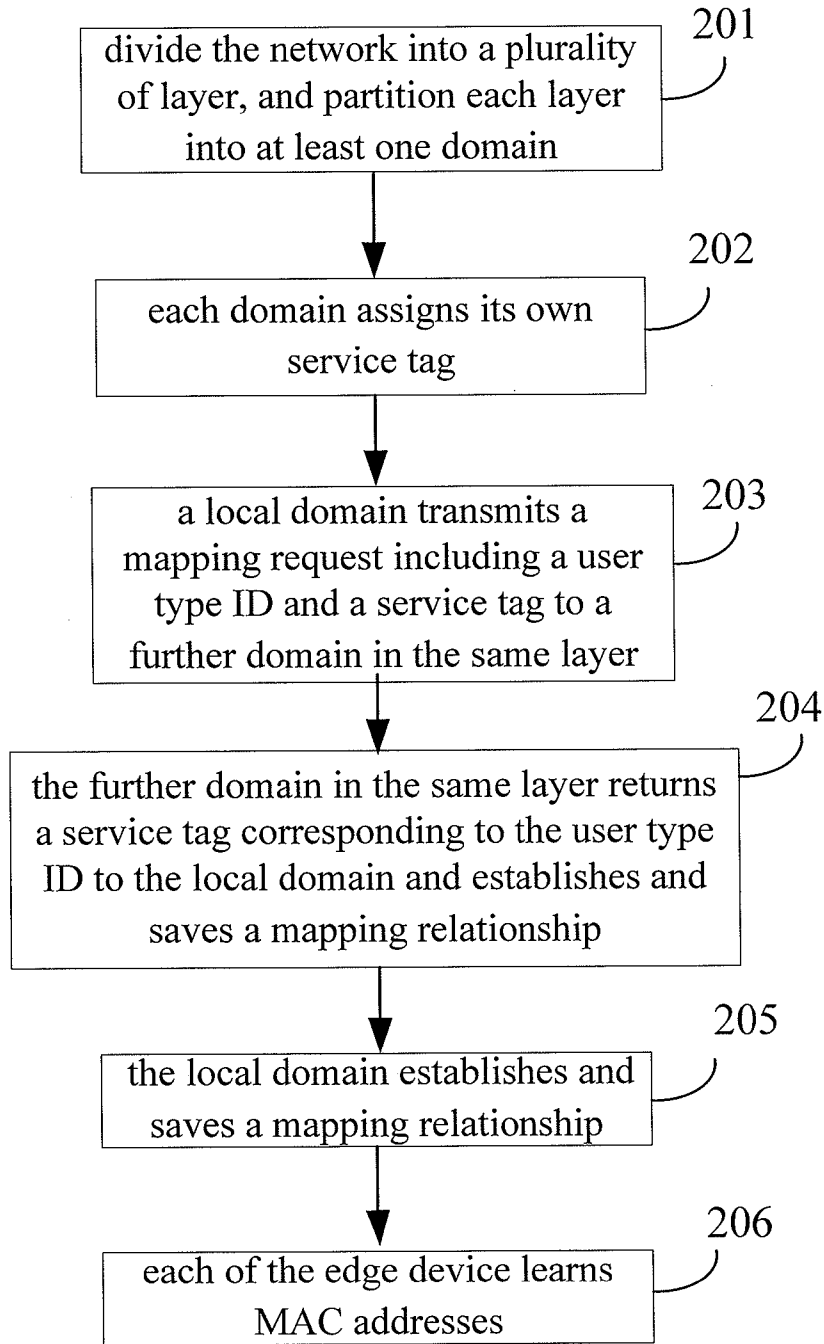 201
divide the network into a plurality
of layer, and partition each layer
into at least one domain
202
each domain assigns its own
service tag
203
a local domain transmits a
mapping request including a user
type ID and a service tag to a
further domain in the same layer
204
the further domain in the same layer returns
a service tag corresponding to the user type
ID to the local domain and establishes and
saves a mapping relationship
205
the local domain establishes and
saves a mapping relationship
206
each of the edge device learns
MAC addresses